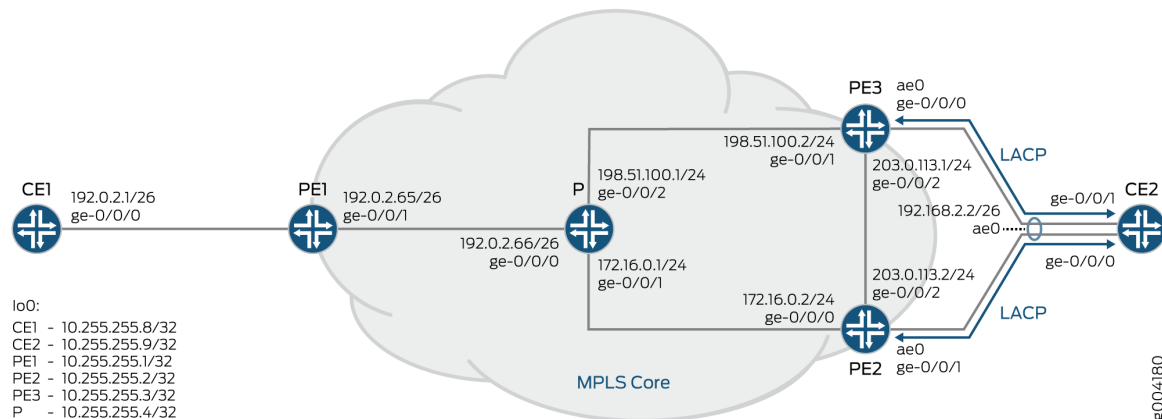 CE1
192.0.2.1/26
ge-0/0/0
PE1
192.0.2.65/26
ge-0/0/1
P
198.51.100.1/24
ge-0/0/2
192.0.2.66/26
ge-0/0/0
172.16.0.1/24
ge-0/0/1
PE3
ae0
ge-0/0/0
198.51.100.2/24
ge-0/0/1
203.0.113.1/24
ge-0/0/2
LACP
192.168.2.2/26
ae0
ge-0/0/1
CE2
ge-0/0/0
203.0.113.2/24
ge-0/0/2
172.16.0.2/24
ge-0/0/0
LACP
PE2
ae0
ge-0/0/1
MPLS Core
lo0:
CE1 - 10.255.255.8/32
CE2 - 10.255.255.9/32
PE1 - 10.255.255.1/32
PE2 - 10.255.255.2/32
PE3 - 10.255.255.3/32
P - 10.255.255.4/32
g004180